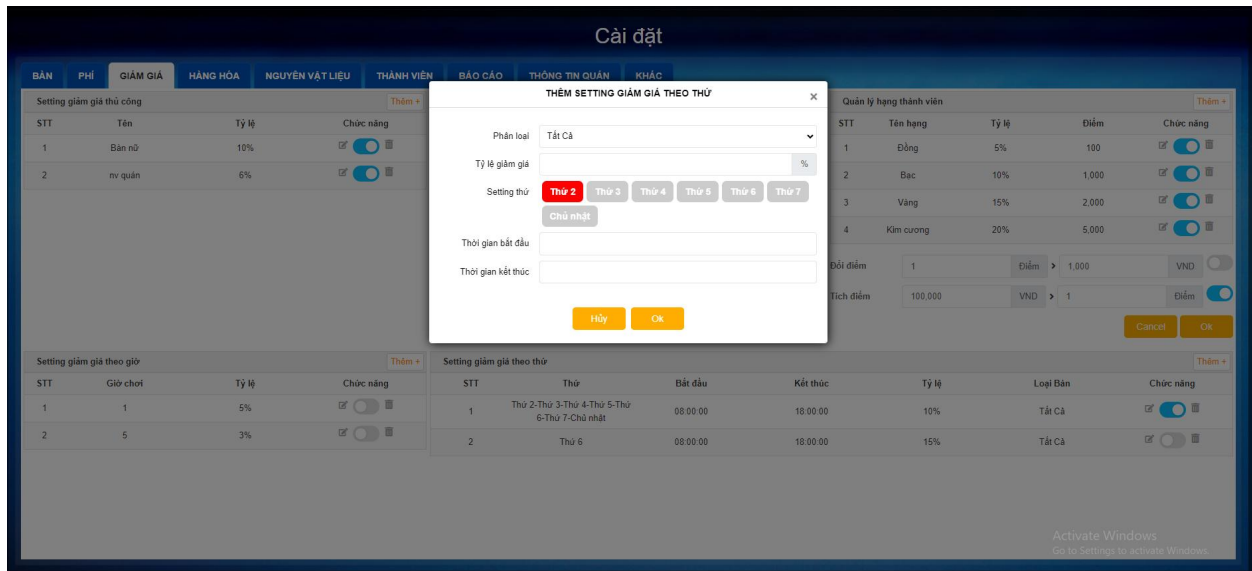 Cài đặt
BÀN PHÍ GIẢM GIÁ HÀNG HÓA NGUYÊN VẬT LIỆU THÀNH VIÊN BÁO CÁO THÔNG TIN QUÁN KHÁC
Setting giảm giá thủ công Thêm +
STT Tên Tỷ lệ Chức năng
1 Bàn nữ 10%
2 nv quán 6%
THÊM SETTING GIẢM GIÁ THEO THỨ ×
Phân loại Tất Cả
Tỷ lệ giảm giá %
Setting thứ Thứ 2 Thứ 3 Thứ 4 Thứ 5 Thứ 6 Thứ 7
Chủ nhật
Thời gian bắt đầu
Thời gian kết thúc
Hủy Ok
Quản lý hạng thành viên Thêm +
STT Tên hạng Tỷ lệ Điểm Chức năng
1 Đồng 5% 100
2 Bạc 10% 1,000
3 Vàng 15% 2,000
4 Kim cương 20% 5,000
Đổi điểm 1 Điểm > 1,000 VND
Tích điểm 100,000 VND > 1 Điểm
Cancel OK
Setting giảm giá theo giờ Thêm +
STT Giờ chơi Tỷ lệ Chức năng
1 1 5%
2 5 3%
Setting giảm giá theo thứ Thêm +
STT Thứ Bắt đầu Kết thúc Tỷ lệ Loại Bàn Chức năng
1 Thứ 2-Thứ 3-Thứ 4-Thứ 5-Thứ
6-Thứ 7-Chủ nhật 08:00:00 18:00:00 10% Tất Cả
2 Thứ 6 08:00:00 18:00:00 15% Tất Cả
Activate Windows
Go to Settings to activate Windows.